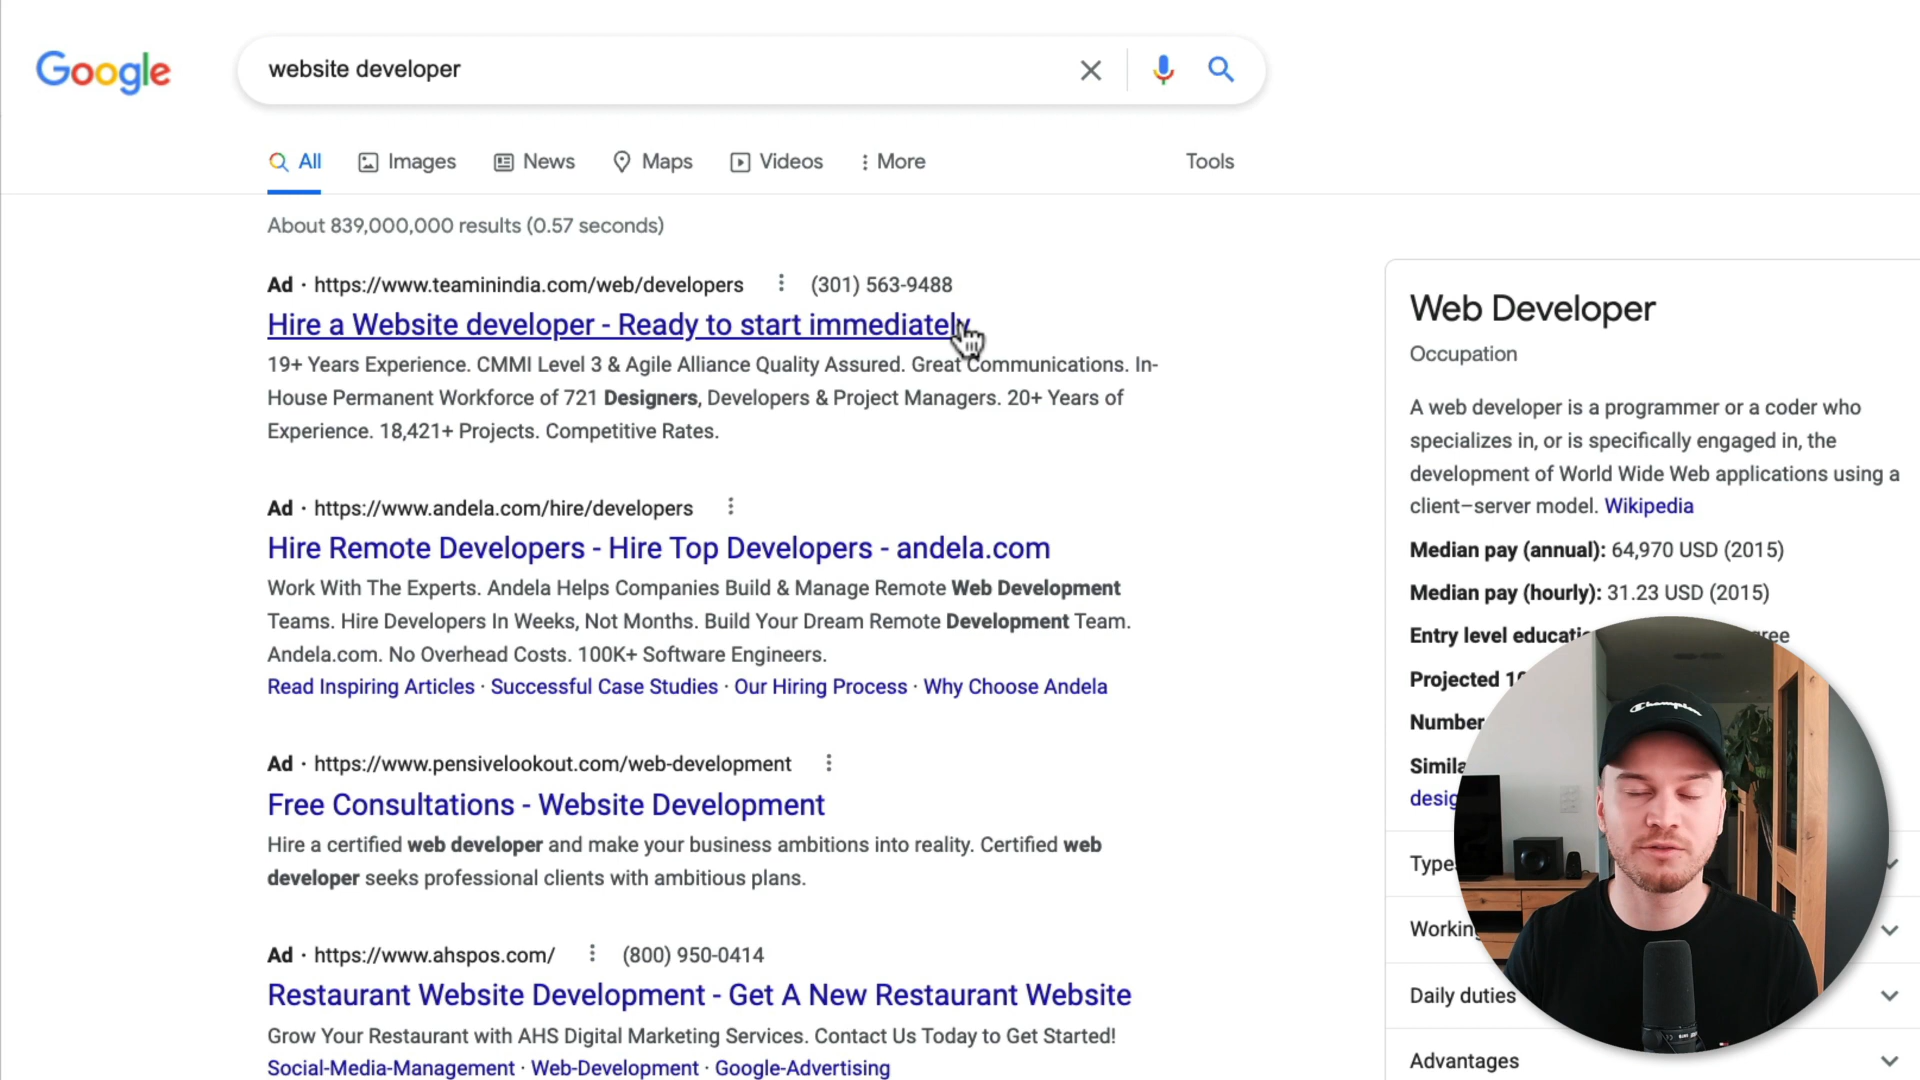 Google
website developer
All Images News Maps Videos More Tools
About 839,000,000 results (0.57 seconds)
Ad · https://www.teaminindia.com/web/developers (301) 563-9488
Hire a Website developer - Ready to start immediately
19+ Years Experience. CMMI Level 3 & Agile Alliance Quality Assured. Great Communications. In-
House Permanent Workforce of 721 Designers, Developers & Project Managers. 20+ Years of
Experience. 18,421+ Projects. Competitive Rates.
Ad · https://www.andela.com/hire/developers
Hire Remote Developers - Hire Top Developers - andela.com
Work With The Experts. Andela Helps Companies Build & Manage Remote Web Development
Teams. Hire Developers In Weeks, Not Months. Build Your Dream Remote Development Team.
Andela.com. No Overhead Costs. 100K+ Software Engineers.
Read Inspiring Articles · Successful Case Studies · Our Hiring Process · Why Choose Andela
Ad · https://www.pensivelookout.com/web-development
Free Consultations - Website Development
Hire a certified web developer and make your business ambitions into reality. Certified web
developer seeks professional clients with ambitious plans.
Ad · https://www.ahspos.com/ (800) 950-0414
Restaurant Website Development - Get A New Restaurant Website
Grow Your Restaurant with AHS Digital Marketing Services. Contact Us Today to Get Started!
Social-Media-Management · Web-Development · Google-Advertising
Web Developer
Occupation
A web developer is a programmer or a coder who
specializes in, or is specifically engaged in, the
development of World Wide Web applications using a
client–server model. Wikipedia
Median pay (annual): 64,970 USD (2015)
Median pay (hourly): 31.23 USD (2015)
Entry level
Projected
Number
Types
Working
Daily duties
Advantages
Champion